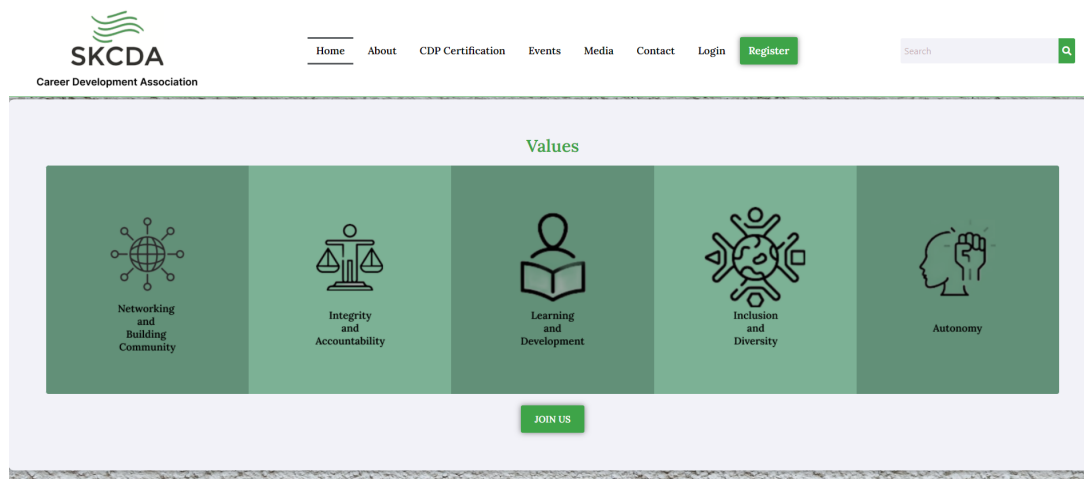 SKCDA
Career Development Association
Home About CDP Certification Events Media Contact Login Register
Search
Values
Networking
and
Building
Community
Integrity
and
Accountability
Learning
and
Development
Inclusion
and
Diversity
Autonomy
JOIN US